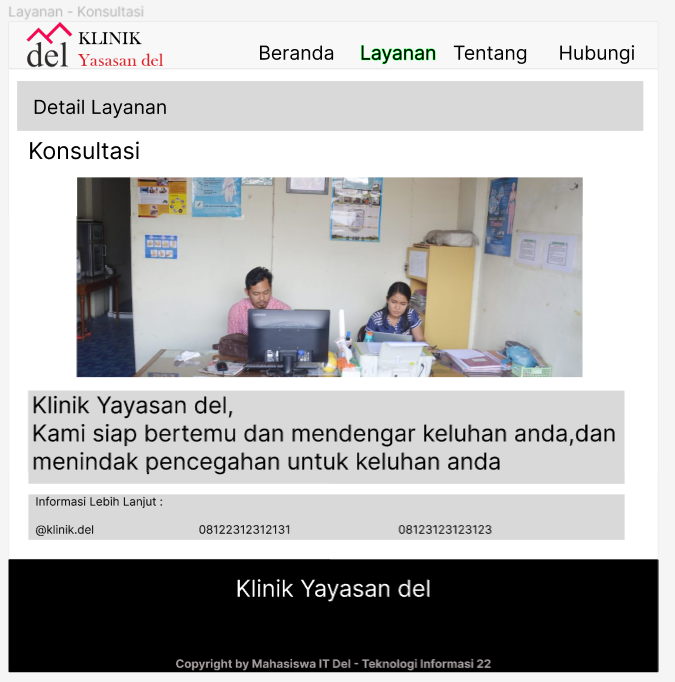 Layanan - Konsultasi
del
KLINIK
Yasasan del
Beranda Layanan Tentang Hubungi
Detail Layanan
Konsultasi
Klinik Yayasan del,
Kami siap bertemu dan mendengar keluhan anda,dan
menindak pencegahan untuk keluhan anda
Informasi Lebih Lanjut :
@klinik.del 08122312312131 08123123123123
Klinik Yayasan del
Copyright by Mahasiswa IT Del - Teknologi Informasi 22